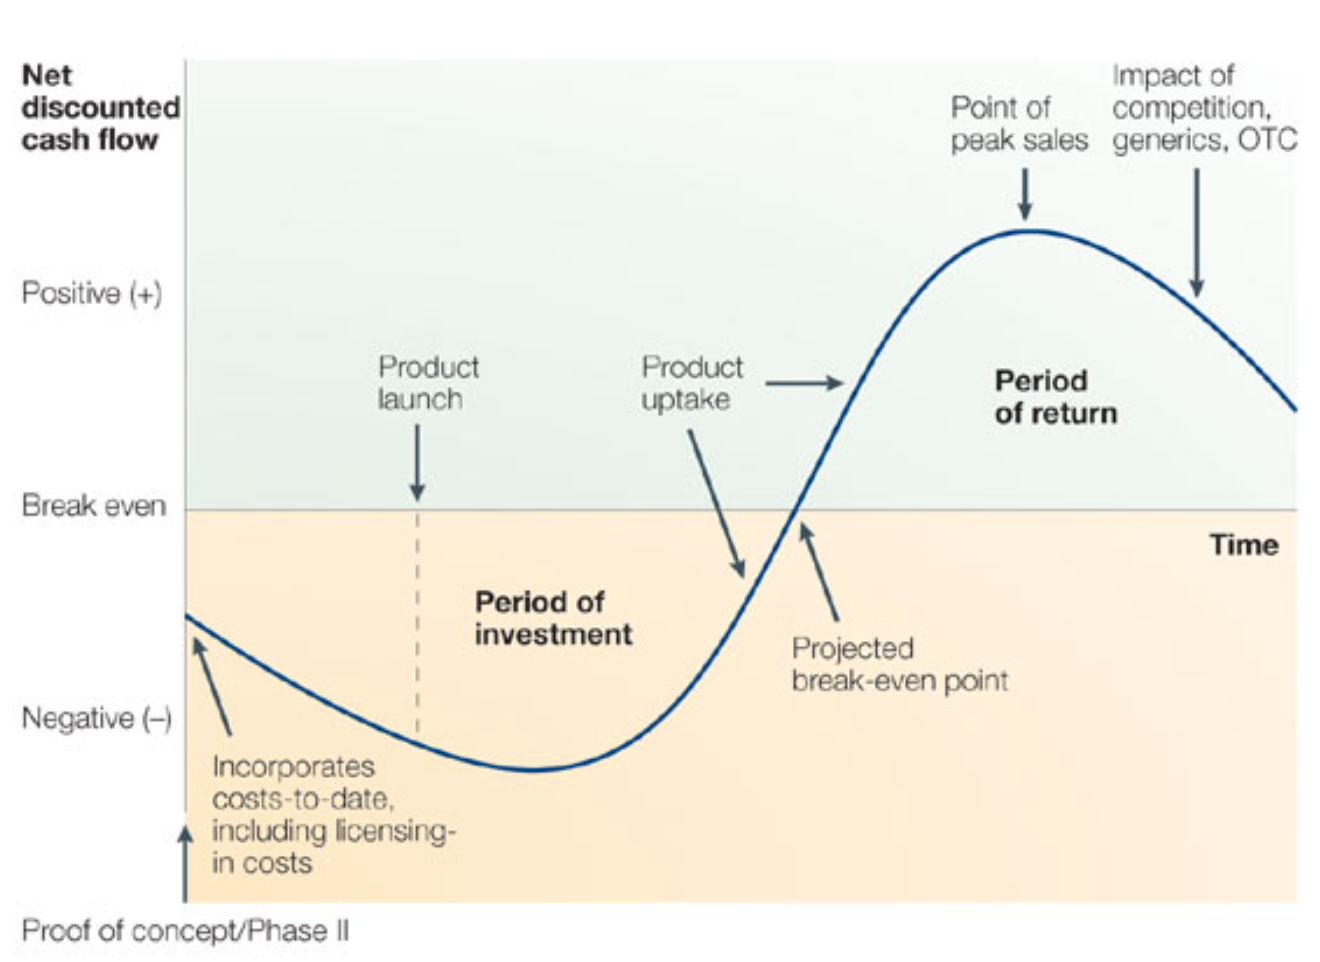 Net
discounted
cash flow
Point of
peak sales
Impact of
competition,
generics, OTC
Positive (+)
Product
launch
Product
uptake
Period
of return
Break even
Time
Period of
investment
Projected
break-even point
Negative (–)
Incorporates
costs-to-date,
including licensing-
in costs
Proof of concept/Phase II